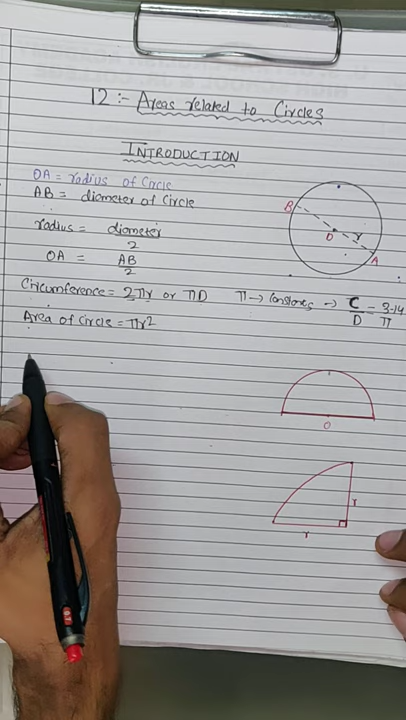 12 :- Areas related to Circles
INTRODUCTION
OA = radius of Circle
AB = diameter of Circle
radius = diameter
2
OA = AB
2
Circumference = 2πr or πD π → Constant → C/D = 3.14
π
Area of Circle = πr²
B
r
O
A
O
r
r